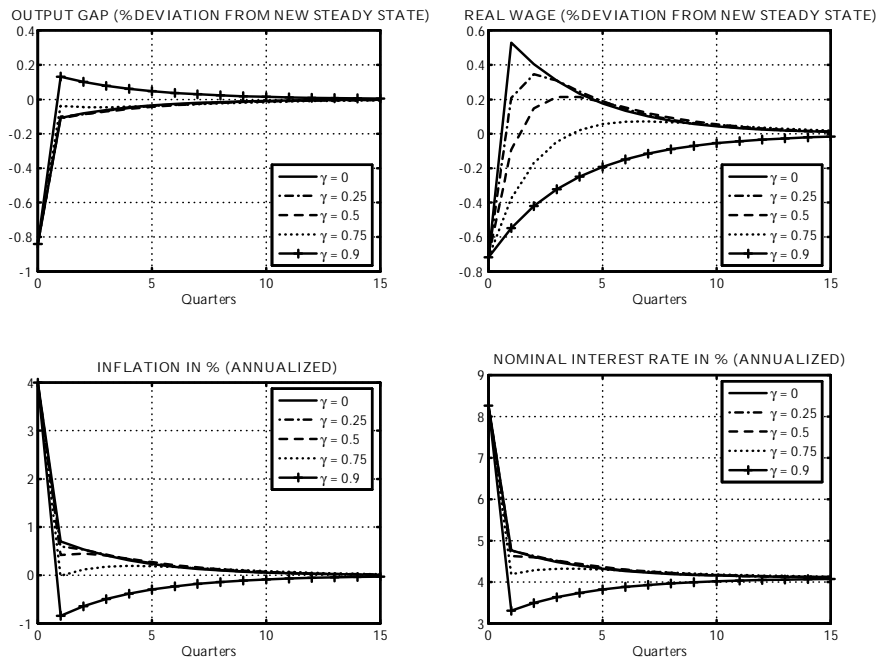 OUTPUT GAP (%DEVIATION FROM NEW STEADY STATE)
0.4
0.2
0
-0.2
-0.4
-0.6
-0.8
-1
0 5 10 15
Quarters
γ = 0
γ = 0.25
γ = 0.5
γ = 0.75
γ = 0.9
REAL WAGE (%DEVIATION FROM NEW STEADY STATE)
0.6
0.4
0.2
0
-0.2
-0.4
-0.6
-0.8
0 5 10 15
Quarters
γ = 0
γ = 0.25
γ = 0.5
γ = 0.75
γ = 0.9
INFLATION IN % (ANNUALIZED)
4
3
2
1
0
-1
0 5 10 15
Quarters
γ = 0
γ = 0.25
γ = 0.5
γ = 0.75
γ = 0.9
NOMINAL INTEREST RATE IN % (ANNUALIZED)
9
8
7
6
5
4
3
0 5 10 15
Quarters
γ = 0
γ = 0.25
γ = 0.5
γ = 0.75
γ = 0.9